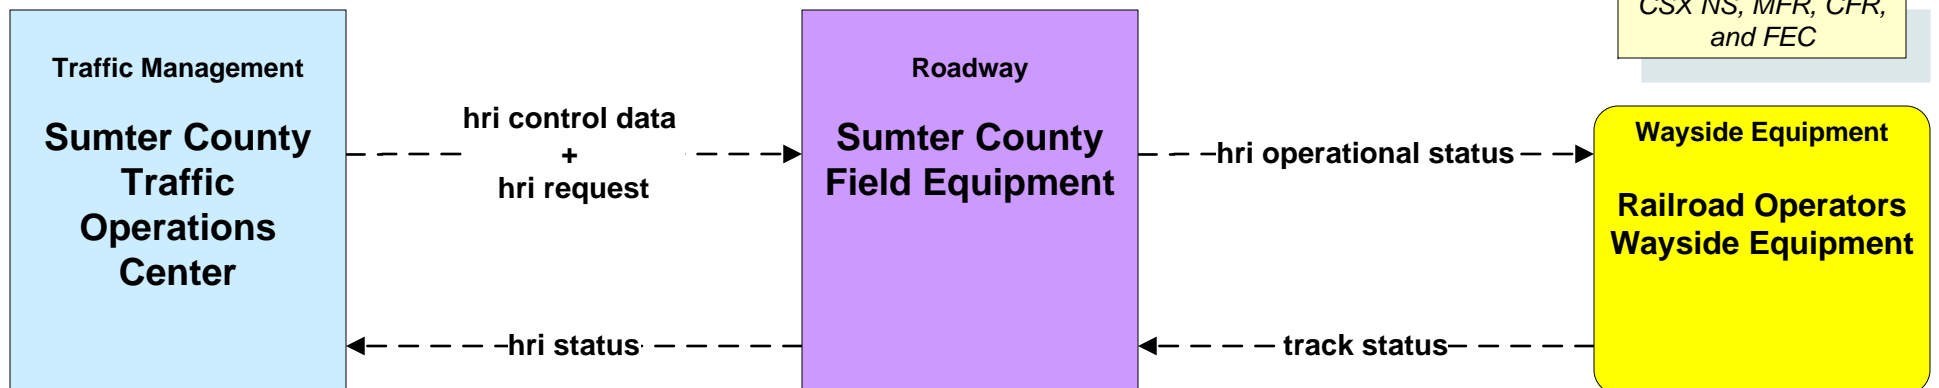 CSX NS, MFR, CFR,
and FEC
Traffic Management
Sumter County
Traffic
Operations
Center
hri control data
+
hri request
hri status
Roadway
Sumter County
Field Equipment
hri operational status
track status
Wayside Equipment
Railroad Operators
Wayside Equipment